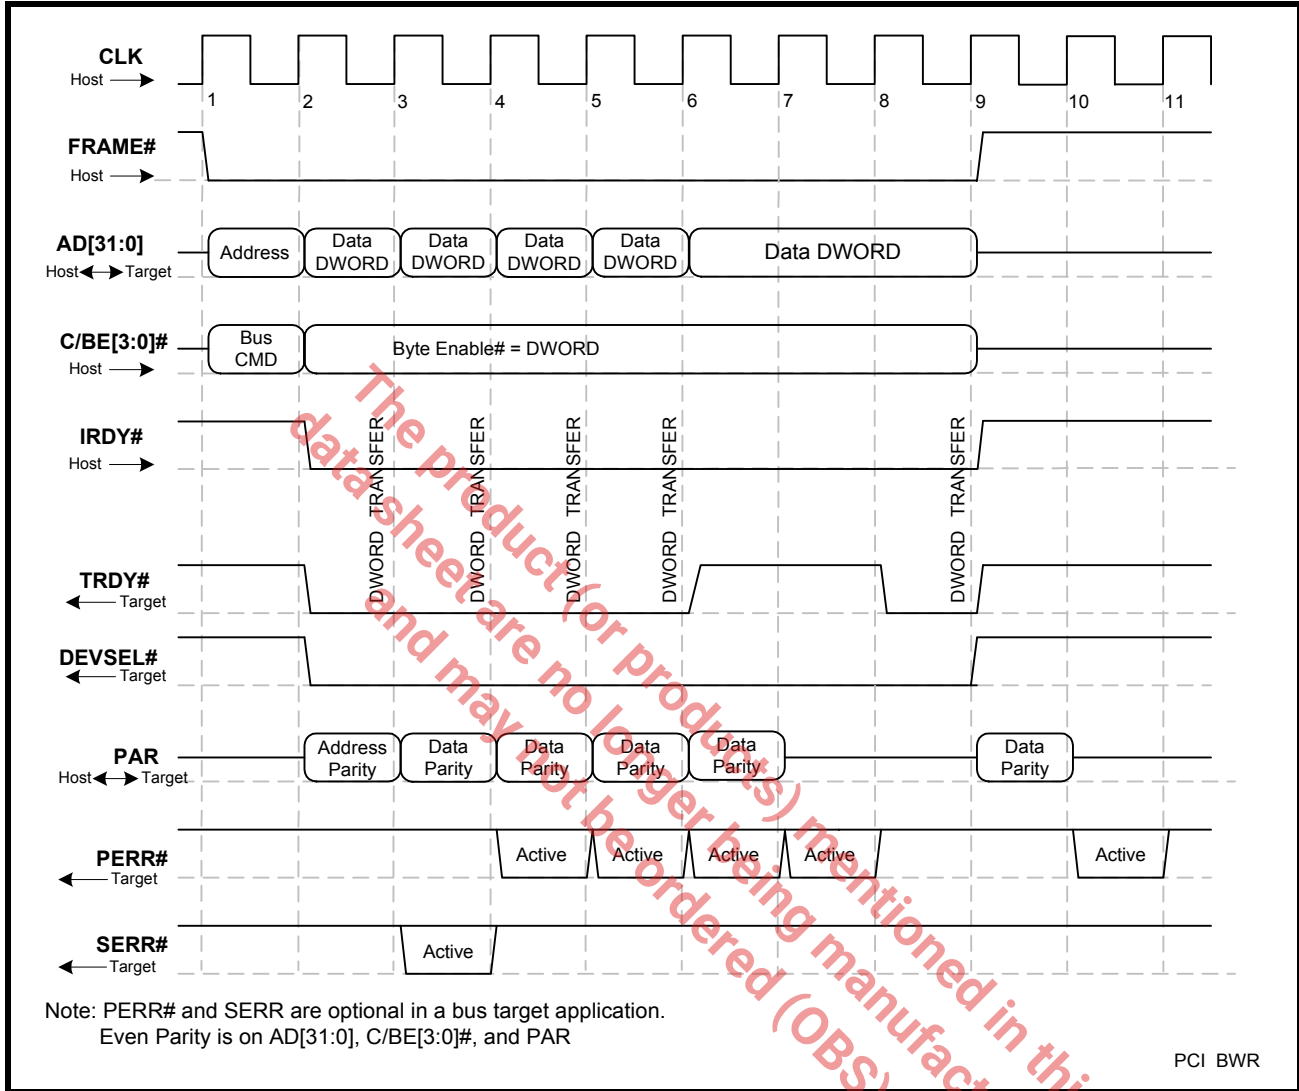 CLK
Host
1 2 3 4 5 6 7 8 9 10 11
FRAME#
Host
AD[31:0]
Host Target
Address
Data DWORD
Data DWORD
Data DWORD
Data DWORD
Data DWORD
C/BE[3:0]#
Host
Bus CMD
Byte Enable# = DWORD
IRDY#
Host
DWORD TRANSFER
DWORD TRANSFER
DWORD TRANSFER
DWORD TRANSFER
DWORD TRANSFER
TRDY#
Target
DEVSEL#
Target
PAR
Host Target
Address Parity
Data Parity
Data Parity
Data Parity
Data Parity
Data Parity
PERR#
Target
Active
Active
Active
Active
Active
SERR#
Target
Active
Note: PERR# and SERR are optional in a bus target application.
Even Parity is on AD[31:0], C/BE[3:0]#, and PAR
PCI BWR
The product (or products) mentioned in
data sheet are no longer being
and may not be ordered (OBS)